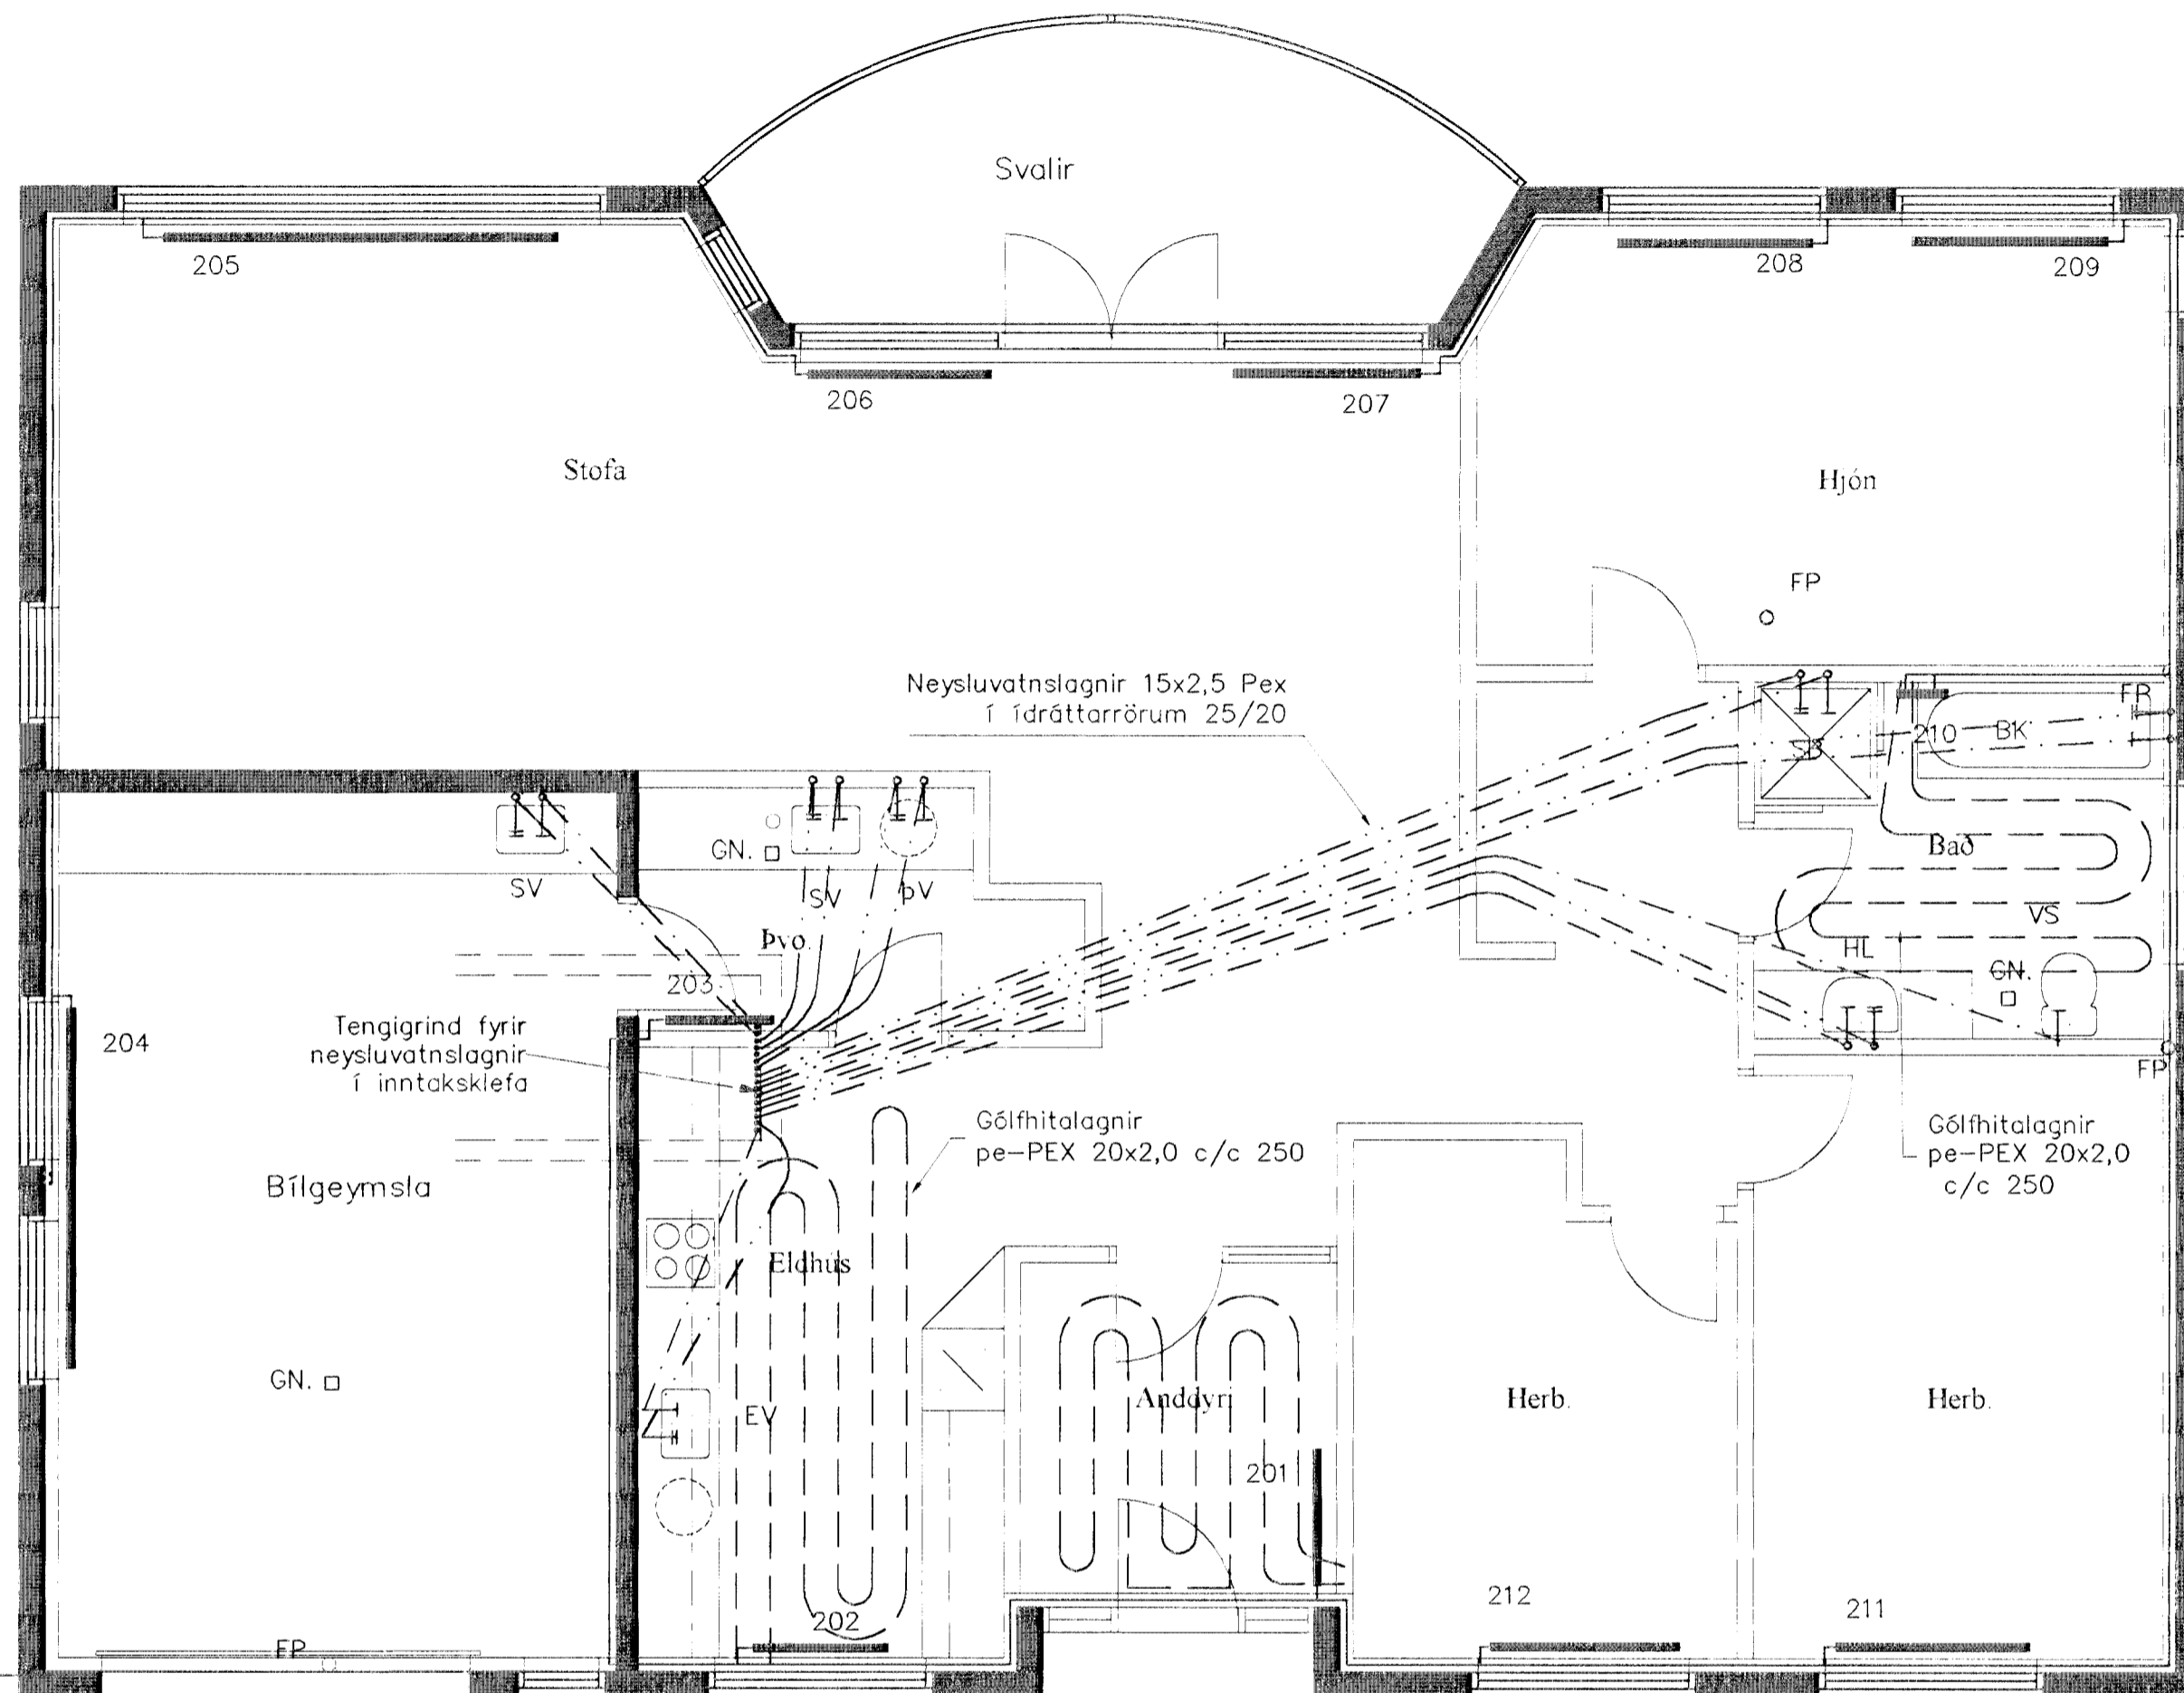 Svalir
205
208
209
206
207
Stofa
Hjón
FP
Neysluvatnslagnir 15x2,5 Pex
í ídráttarrörum 25/20
FP
210
BK
SB
GN.
SV
SV
ÞV
Bað
VS
HL
GN.
Þvo.
203
204
Tengigrind fyrir
neysluvatnslagnir
í inntaksklefa
FP
Gólfhitalagnir
pe-PEX 20x2,0 c/c 250
Gólfhitalagnir
pe-PEX 20x2,0
c/c 250
Bílgeymsla
Eldhús
GN.
EV
Anddyri
Herb.
Herb.
201
202
212
211
FP